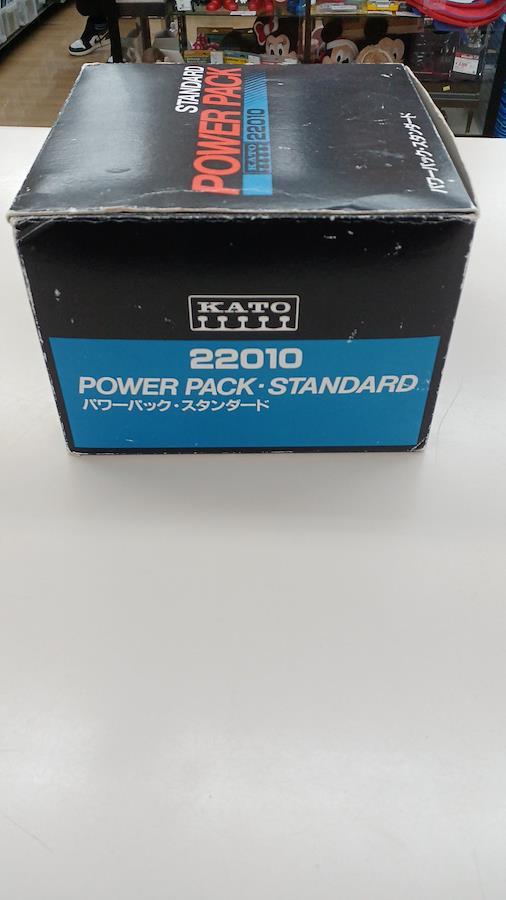 STANDARD
POWER PACK
KATO 22010
パワーパック・スタンダード
KATO
22010
POWER PACK・STANDARD
パワーパック・スタンダード